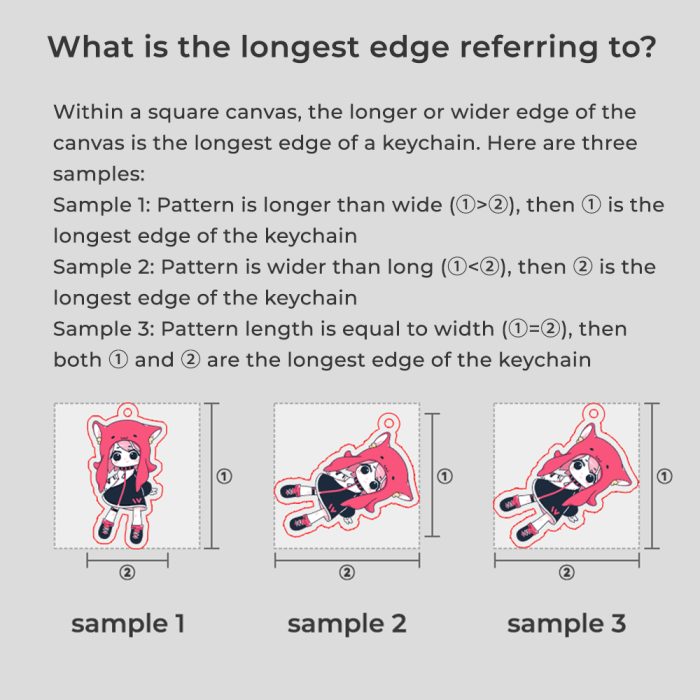 What is the longest edge referring to?
Within a square canvas, the longer or wider edge of the
canvas is the longest edge of a keychain. Here are three
samples:
Sample 1: Pattern is longer than wide (①>②), then ① is the
longest edge of the keychain
Sample 2: Pattern is wider than long (①<②), then ② is the
longest edge of the keychain
Sample 3: Pattern length is equal to width (①=②), then
both ① and ② are the longest edge of the keychain
① ① ①
② ② ②
sample 1 sample 2 sample 3